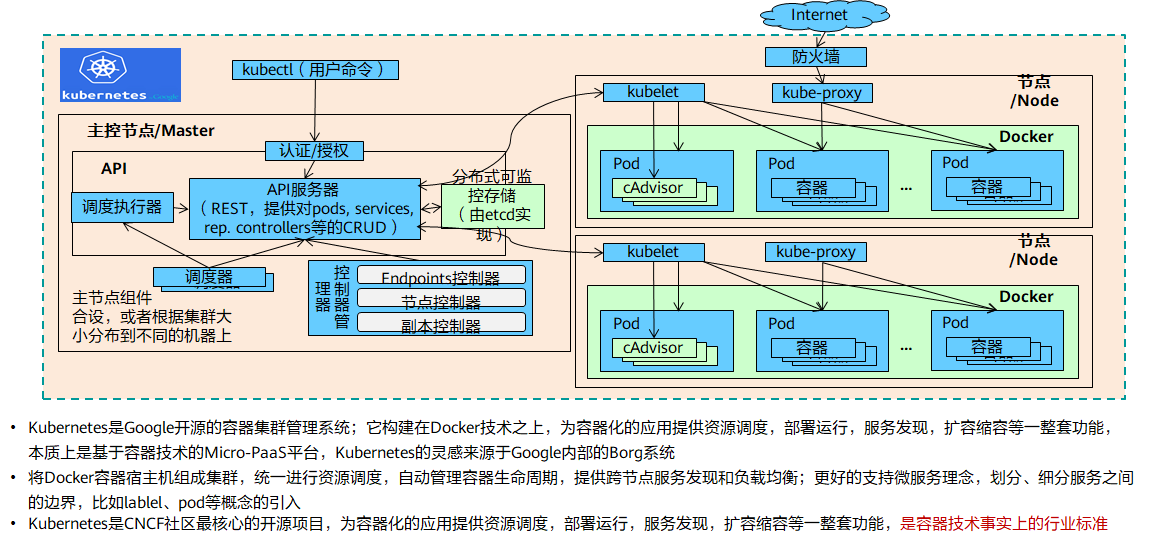 Internet
防火墙
kubernetes
kubectl（用户命令）
主控节点/Master
认证/授权
API
API服务器
（REST，提供对pods, services,
rep. controllers等的CRUD）
调度执行器
分布式可监
控存储
（由etcd实
现）
调度器
主节点组件
合设，或者根据集群大
小分布到不同的机器上
控制器管
理器
Endpoints控制器
节点控制器
副本控制器
节点
/Node
kubelet
kube-proxy
Docker
Pod
cAdvisor
Pod
容器
...
Pod
容器
节点
/Node
kubelet
kube-proxy
Docker
Pod
cAdvisor
Pod
容器
...
Pod
容器
• Kubernetes是Google开源的容器集群管理系统；它构建在Docker技术之上，为容器化的应用提供资源调度，部署运行，服务发现，扩容缩容等一整套功能，
本质上是基于容器技术的Micro-PaaS平台，Kubernetes的灵感来源于Google内部的Borg系统
• 将Docker容器宿主机组成集群，统一进行资源调度，自动管理容器生命周期，提供跨节点服务发现和负载均衡；更好的支持微服务理念，划分、细分服务之间
的边界，比如lablel、pod等概念的引入
• Kubernetes是CNCF社区最核心的开源项目，为容器化的应用提供资源调度，部署运行，服务发现，扩容缩容等一整套功能，是容器技术事实上的行业标准